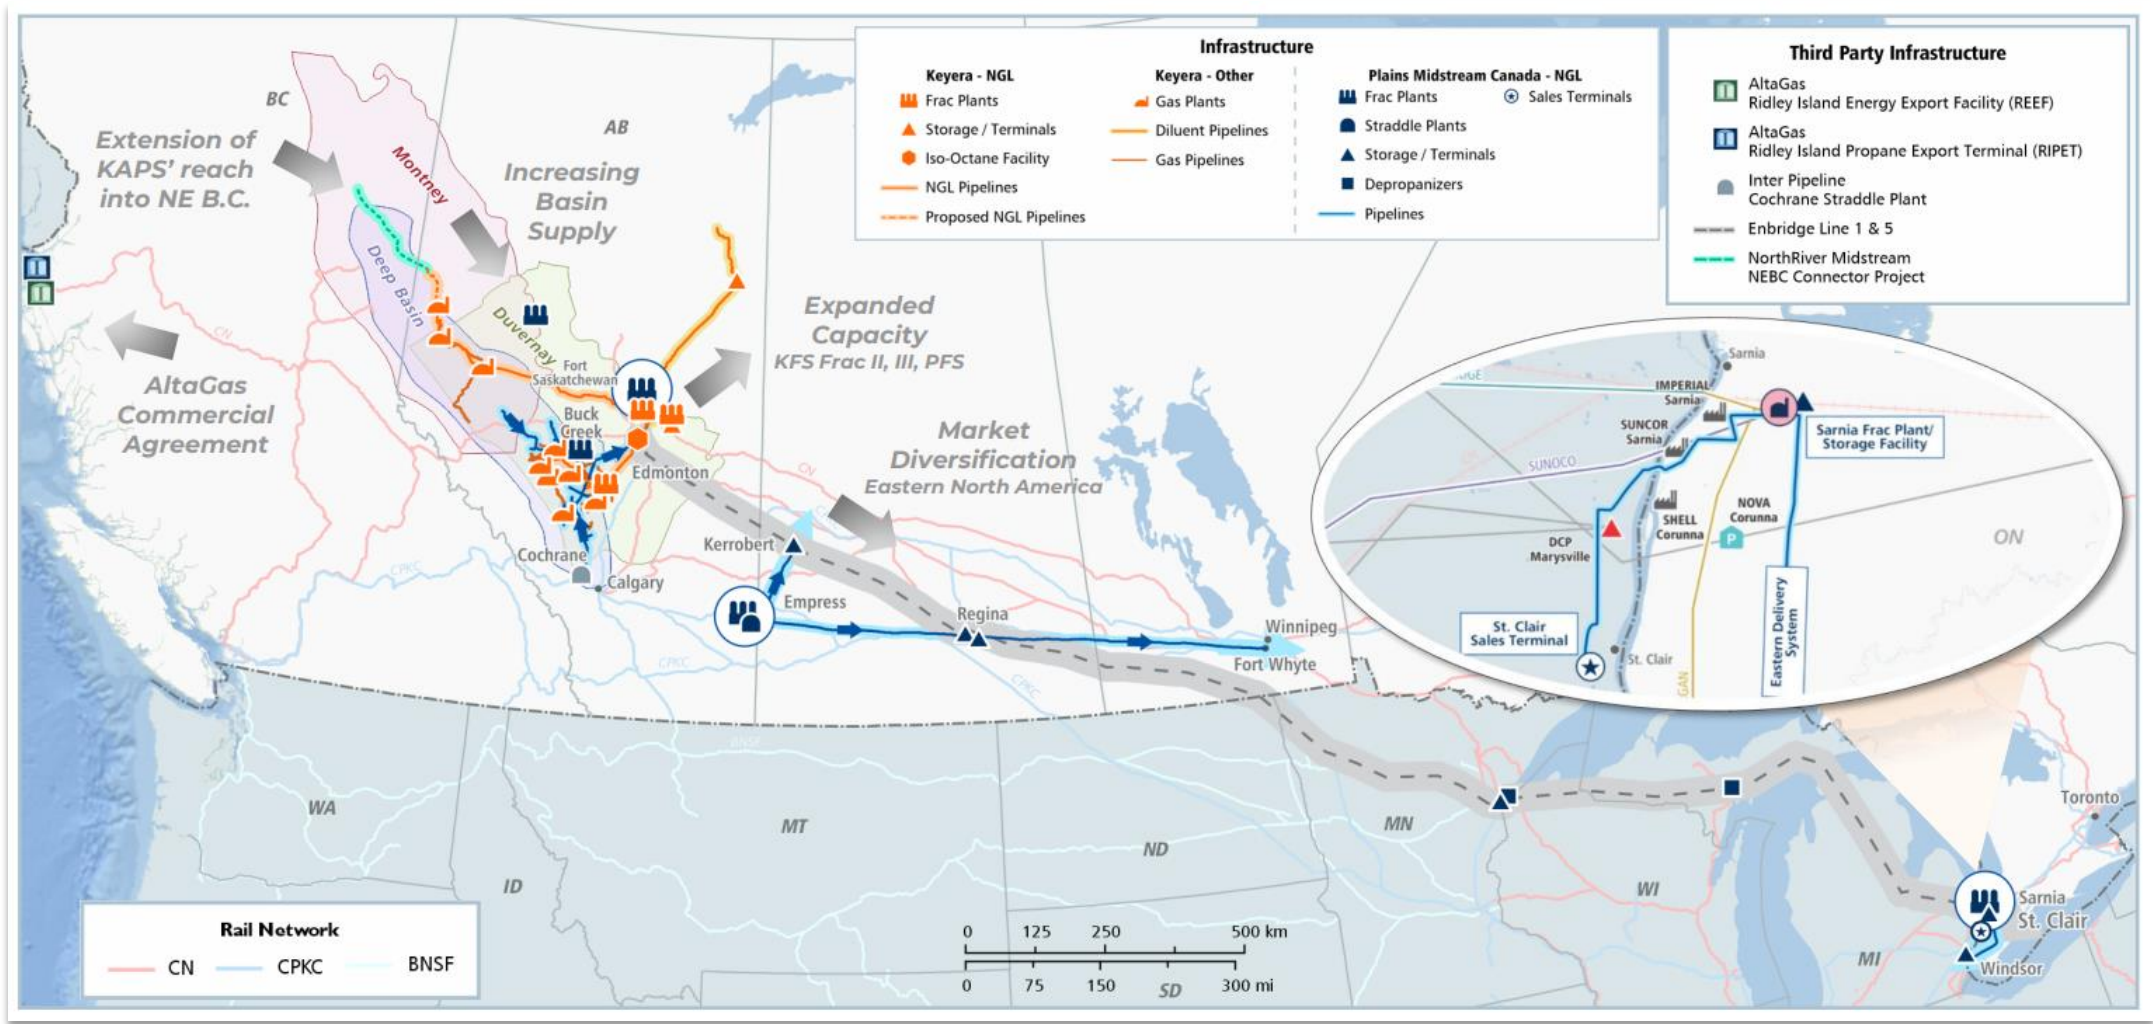 Infrastructure
Keyera - NGL
Frac Plants
Storage / Terminals
Iso-Octane Facility
NGL Pipelines
Proposed NGL Pipelines
Keyera - Other
Gas Plants
Diluent Pipelines
Gas Pipelines
Plains Midstream Canada - NGL
Frac Plants
Sales Terminals
Straddle Plants
Storage / Terminals
Depropanizers
Pipelines
Third Party Infrastructure
AltaGas
Ridley Island Energy Export Facility (REEF)
AltaGas
Ridley Island Propane Export Terminal (RIPET)
Inter Pipeline
Cochrane Straddle Plant
Enbridge Line 1 & 5
NorthRiver Midstream
NEBC Connector Project
BC
AB
Extension of
KAPS' reach
into NE B.C.
Montney
Increasing
Basin
Supply
Deep Basin
Duvernay
Fort
Saskatchewan
Expanded
Capacity
KFS Frac II, III, PFS
CN
AltaGas
Commercial
Agreement
Buck
Creek
Edmonton
CN
Market
Diversification
Eastern North America
Kerrobert
Cochrane
Calgary
CPKC
Empress
Regina
Winnipeg
Fort Whyte
CPKC
CPKC
BNSF
Sarnia
IMPERIAL
Sarnia
SUNCOR
Sarnia
Sarnia Frac Plant/
Storage Facility
SUNOCO
SHELL
Corunna
NOVA
Corunna
P
DCP
Marysville
ON
St. Clair
Sales Terminal
St. Clair
Eastern Delivery
System
WA
MT
ND
MN
ID
WI
SD
MI
Toronto
Sarnia
St. Clair
Windsor
Rail Network
CN
CPKC
BNSF
0 125 250 500 km
0 75 150 300 mi